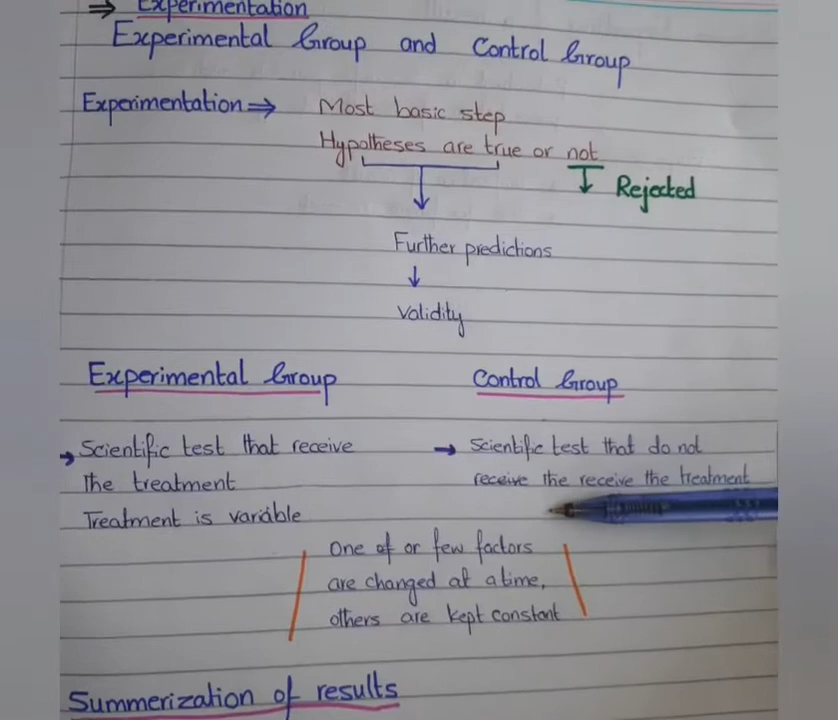 ⇒ Experimentation
Experimental Group and Control Group
Experimentation ⇒ Most basic step
Hypotheses are true or not
↓ Rejected
Further predictions
↓
Validity
Experimental Group
Control Group
→ Scientific test that receive
the treatment
Treatment is variable
→ Scientific test that do not
receive the receive the treatment
One of or few factors
are changed at a time,
others are kept constant
Summerization of results